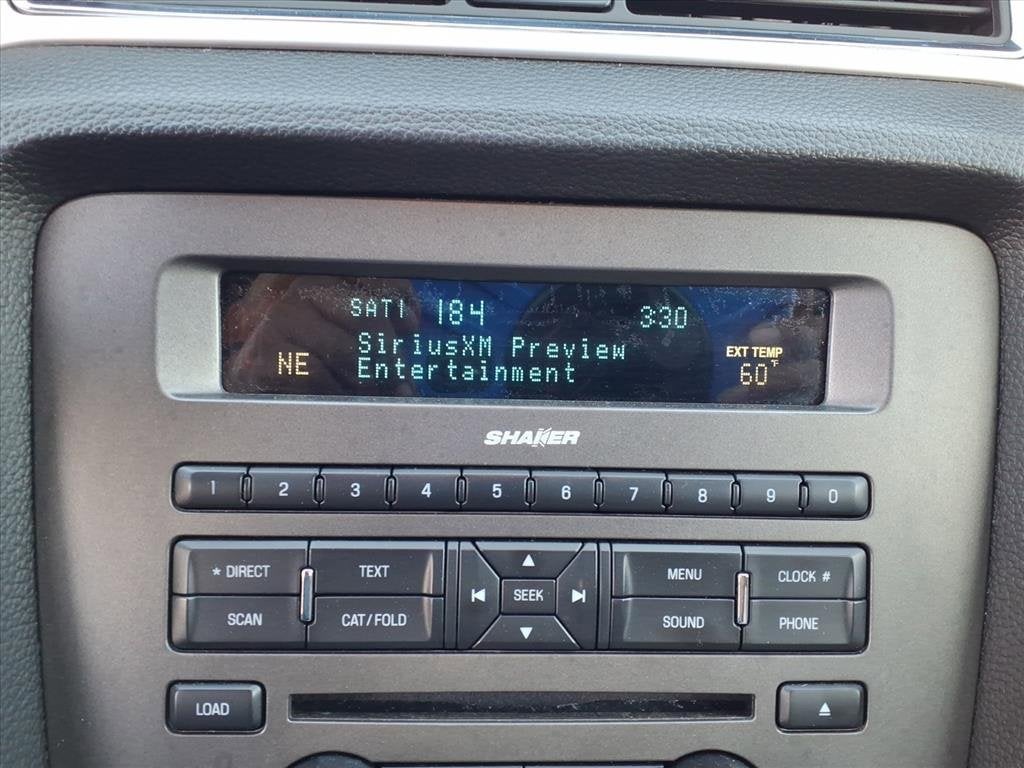 SAT1 184 3:30
SiriusXM Preview
NE Entertainment EXT TEMP
60°F
SHAKER
1 2 3 4 5 6 7 8 9 0
* DIRECT TEXT MENU CLOCK #
SEEK
SCAN CAT/FOLD SOUND PHONE
LOAD